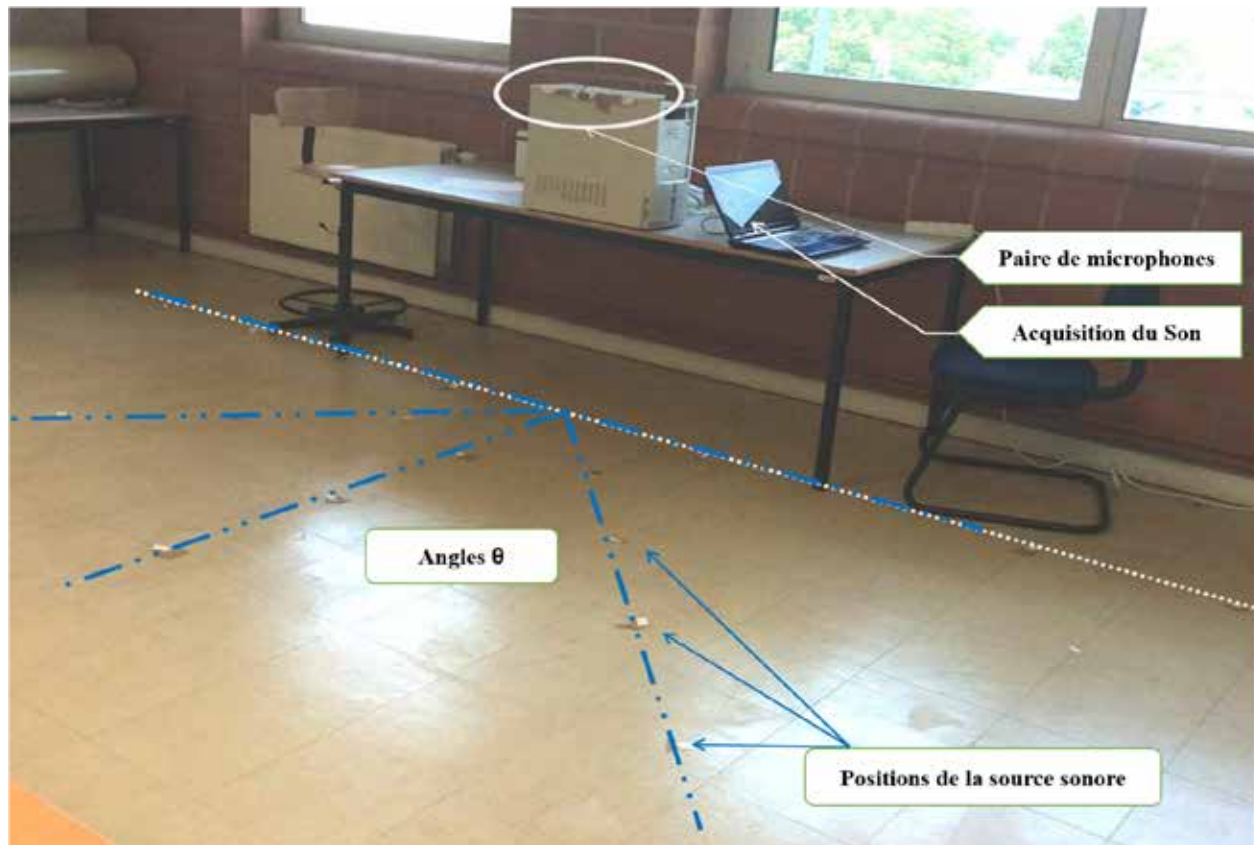 Paire de microphones
Acquisition du Son
Angles θ
Positions de la source sonore